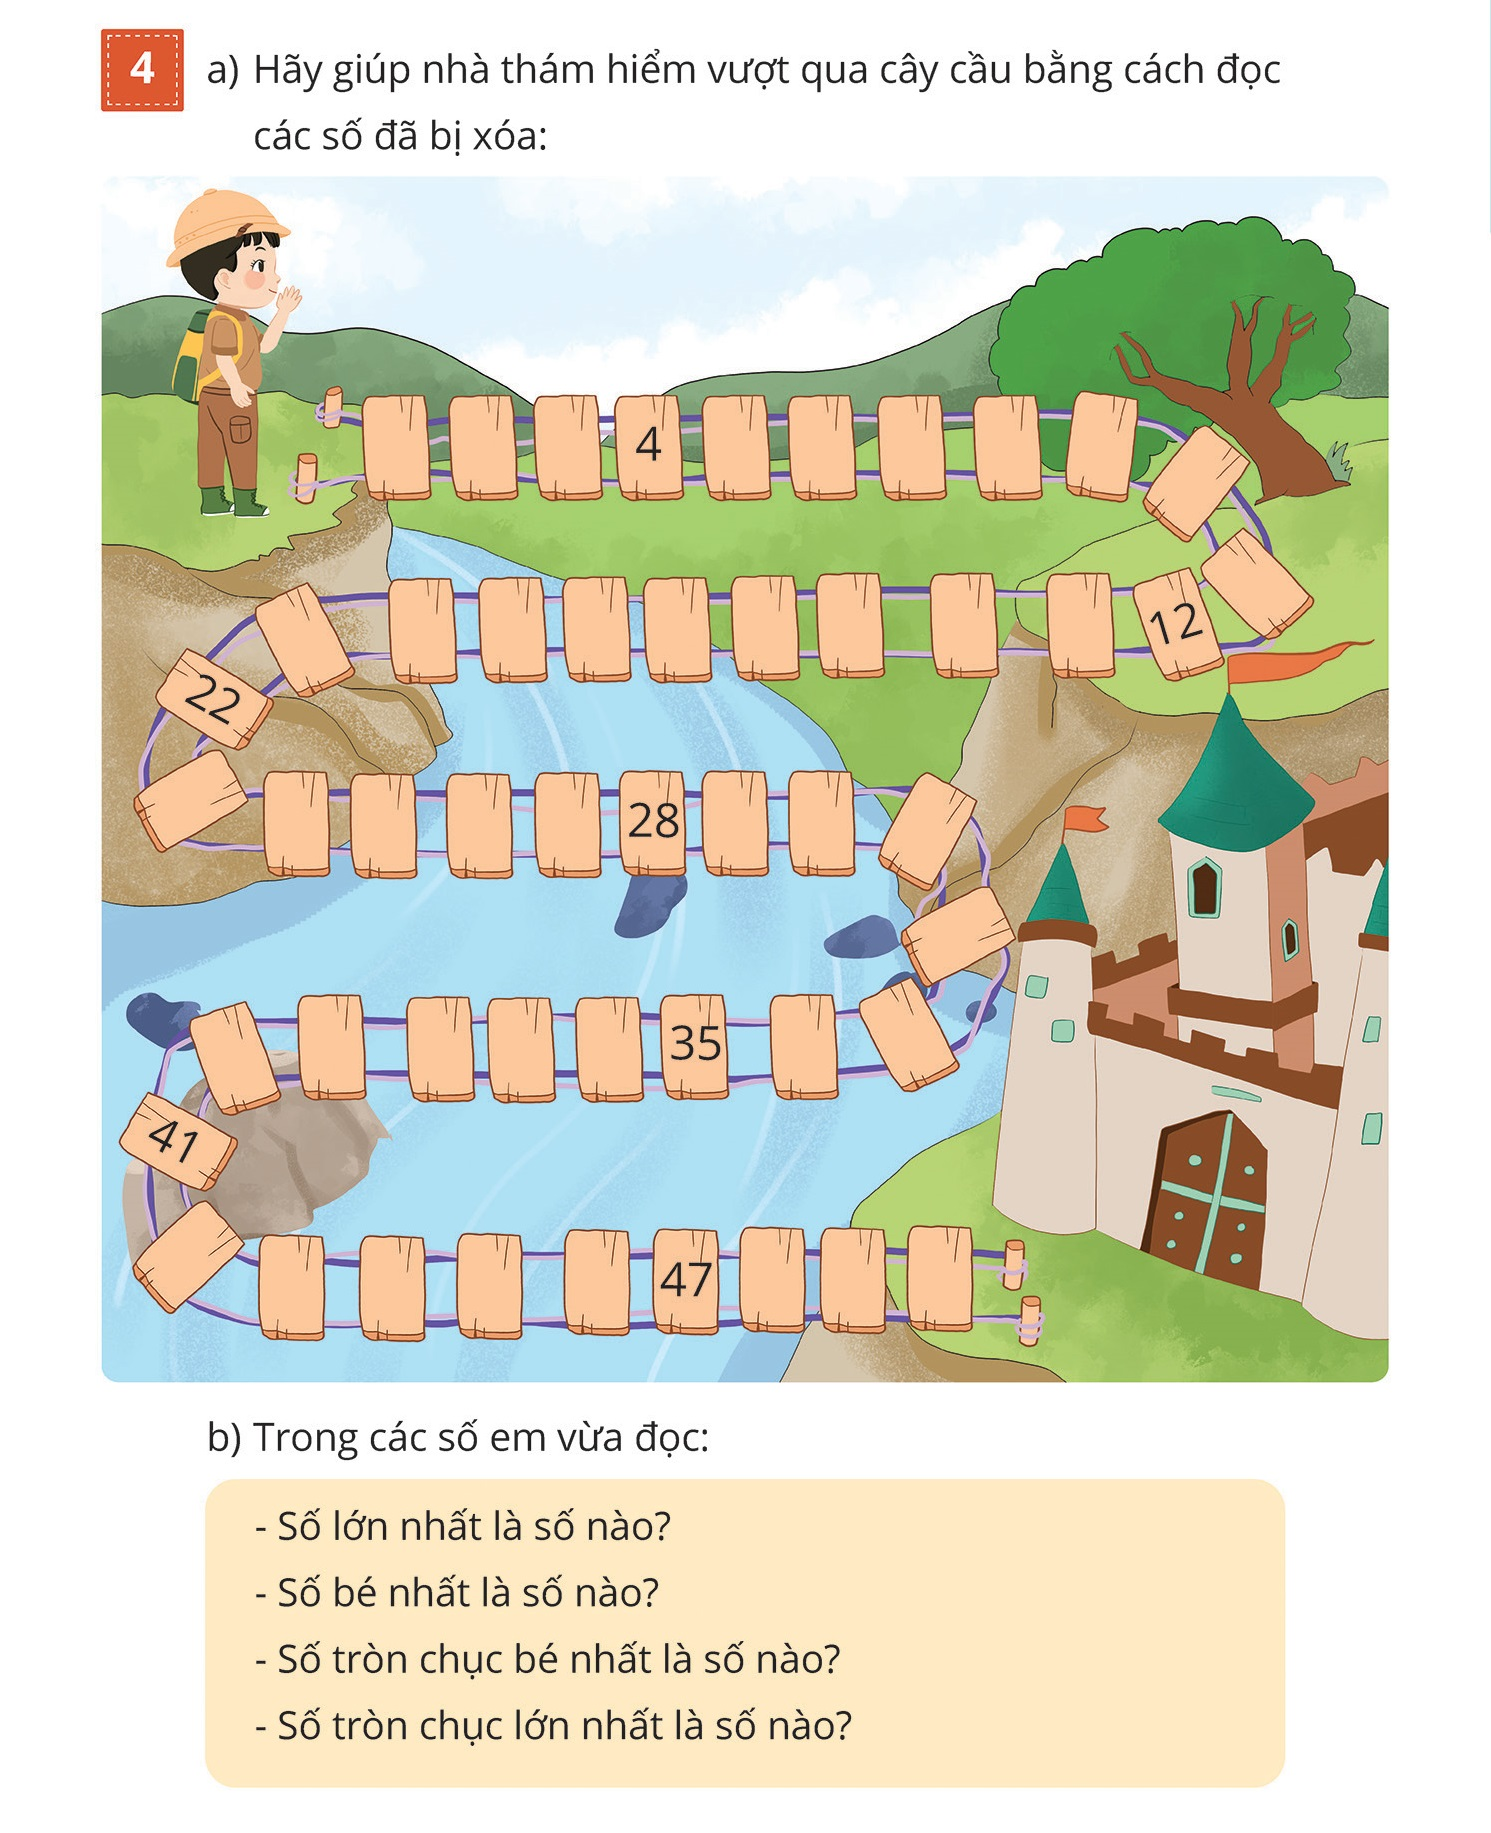 4 a) Hãy giúp nhà thám hiểm vượt qua cây cầu bằng cách đọc
các số đã bị xóa:
4
12
22
28
35
41
47
b) Trong các số em vừa đọc:
- Số lớn nhất là số nào?
- Số bé nhất là số nào?
- Số tròn chục bé nhất là số nào?
- Số tròn chục lớn nhất là số nào?